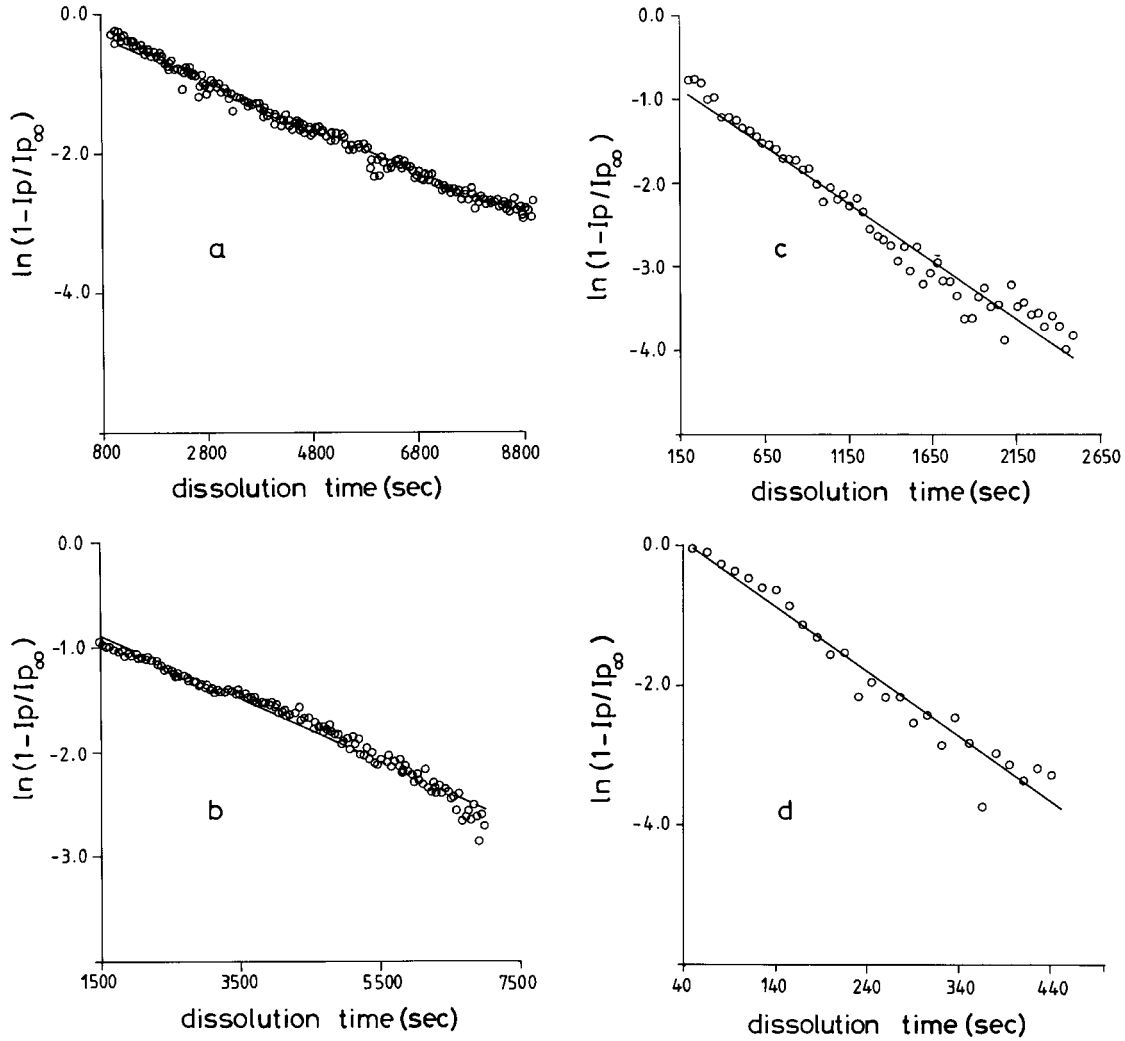 0.0
-2.0
-4.0
ln (1-Ip/Ip∞)
a
800 2800 4800 6800 8800
dissolution time (sec)
0.0
-1.0
-2.0
-3.0
-4.0
ln (1-Ip/Ip∞)
c
150 650 1150 1650 2150 2650
dissolution time (sec)
0.0
-1.0
-2.0
-3.0
ln (1-Ip/Ip∞)
b
1500 3500 5500 7500
dissolution time (sec)
0.0
-2.0
-4.0
ln (1-Ip/Ip∞)
d
40 140 240 340 440
dissolution time (sec)